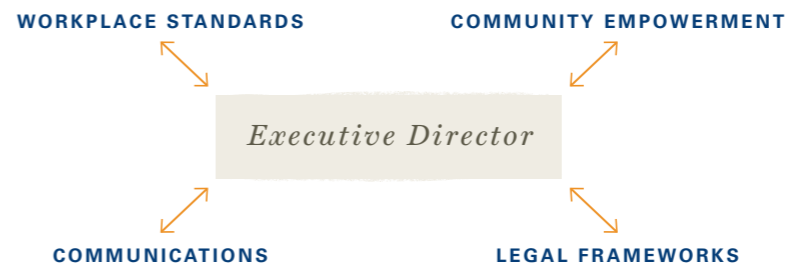 WORKPLACE STANDARDS
COMMUNITY EMPOWERMENT
Executive Director
COMMUNICATIONS
LEGAL FRAMEWORKS